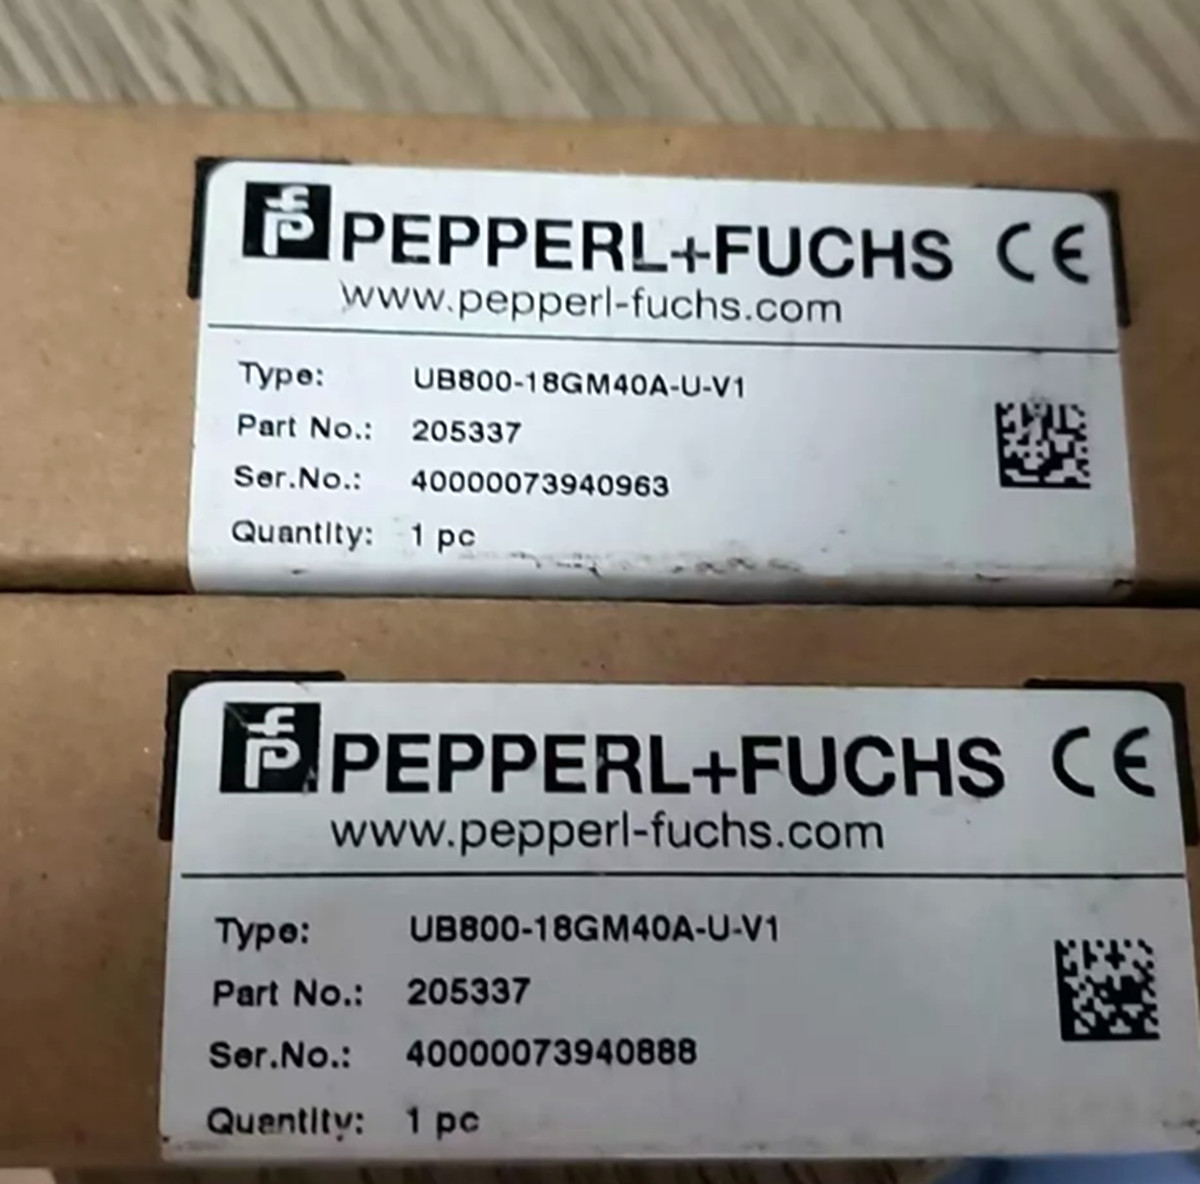 PEPPERL+FUCHS CE
www.pepperl-fuchs.com
Type: UB800-18GM40A-U-V1
Part No.: 205337
Ser.No.: 40000073940963
Quantity: 1 pc
PEPPERL+FUCHS CE
www.pepperl-fuchs.com
Type: UB800-18GM40A-U-V1
Part No.: 205337
Ser.No.: 40000073940888
Quantity: 1 pc